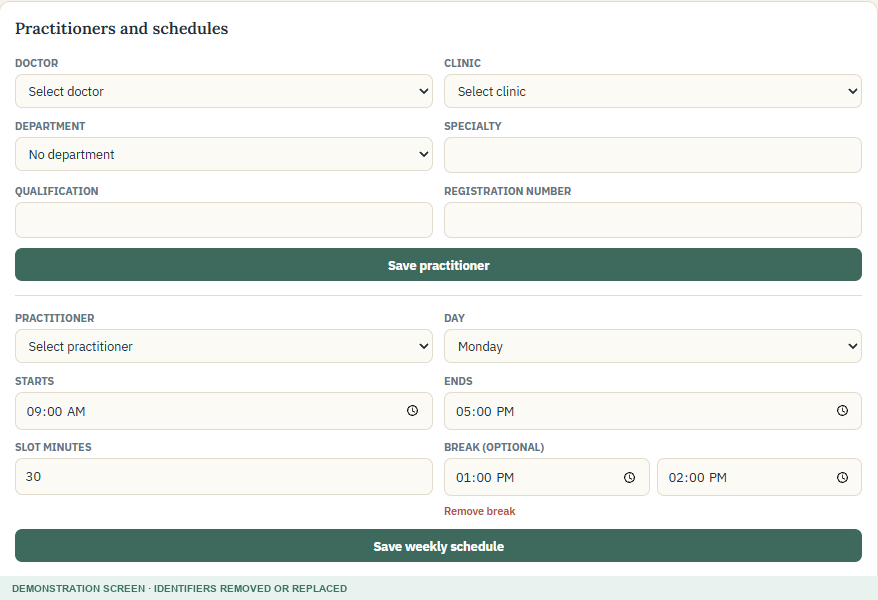 Practitioners and schedules
DOCTOR
CLINIC
Select doctor
Select clinic
DEPARTMENT
SPECIALTY
No department
QUALIFICATION
REGISTRATION NUMBER
Save practitioner
PRACTITIONER
DAY
Select practitioner
Monday
STARTS
ENDS
09:00 AM
05:00 PM
SLOT MINUTES
BREAK (OPTIONAL)
30
01:00 PM
02:00 PM
Remove break
Save weekly schedule
DEMONSTRATION SCREEN · IDENTIFIERS REMOVED OR REPLACED